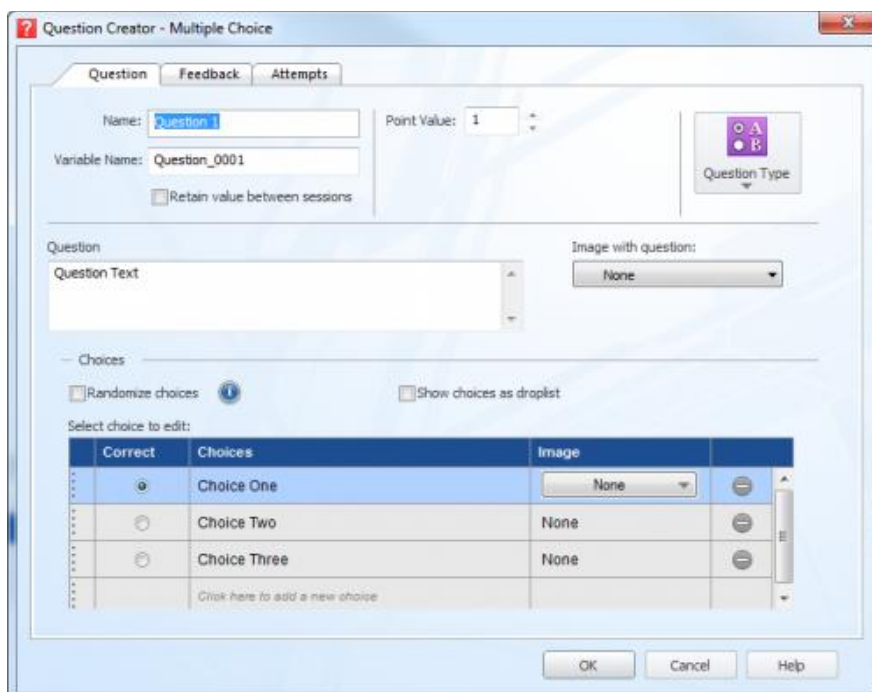 ? Question Creator - Multiple Choice
x
Question Feedback Attempts
Name: Question 1 Point Value: 1
A
B
Variable Name: Question_0001 Question Type
Retain value between sessions
Question Image with question:
Question Text None
Choices
Randomize choices i Show choices as droplist
Select choice to edit:
Correct Choices Image
Choice One None
Choice Two None
Choice Three None
Click here to add a new choice
OK Cancel Help